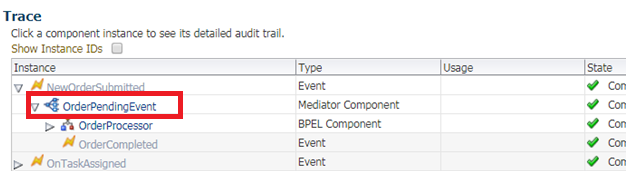 Trace
Click a component instance to see its detailed audit trail.
Show Instance IDs
Instance Type Usage State
NewOrderSubmitted Event Com
OrderPendingEvent Mediator Component Com
OrderProcessor BPEL Component Com
OrderCompleted Event Com
OnTaskAssigned Event Com